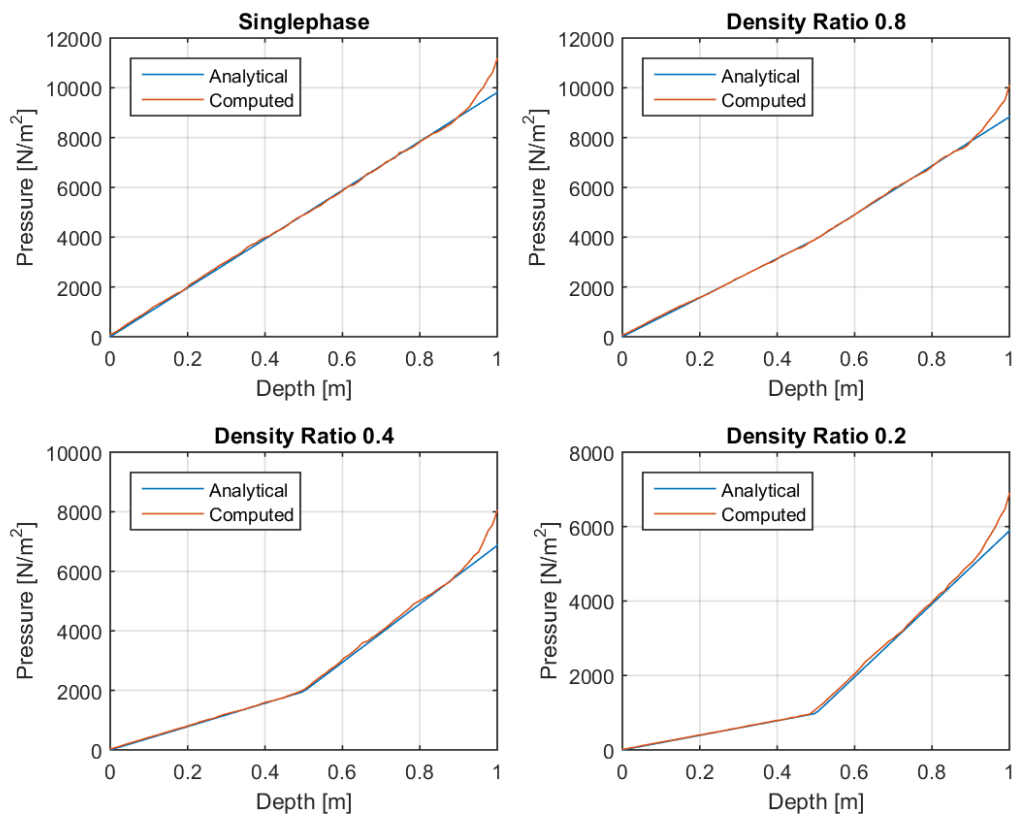 Singlephase
12000
10000
8000
6000
4000
2000
0
Pressure [N/m²]
Analytical
Computed
0 0.2 0.4 0.6 0.8 1
Depth [m]
Density Ratio 0.8
12000
10000
8000
6000
4000
2000
0
Pressure [N/m²]
Analytical
Computed
0 0.2 0.4 0.6 0.8 1
Depth [m]
Density Ratio 0.4
10000
8000
6000
4000
2000
0
Pressure [N/m²]
Analytical
Computed
0 0.2 0.4 0.6 0.8 1
Depth [m]
Density Ratio 0.2
8000
6000
4000
2000
0
Pressure [N/m²]
Analytical
Computed
0 0.2 0.4 0.6 0.8 1
Depth [m]